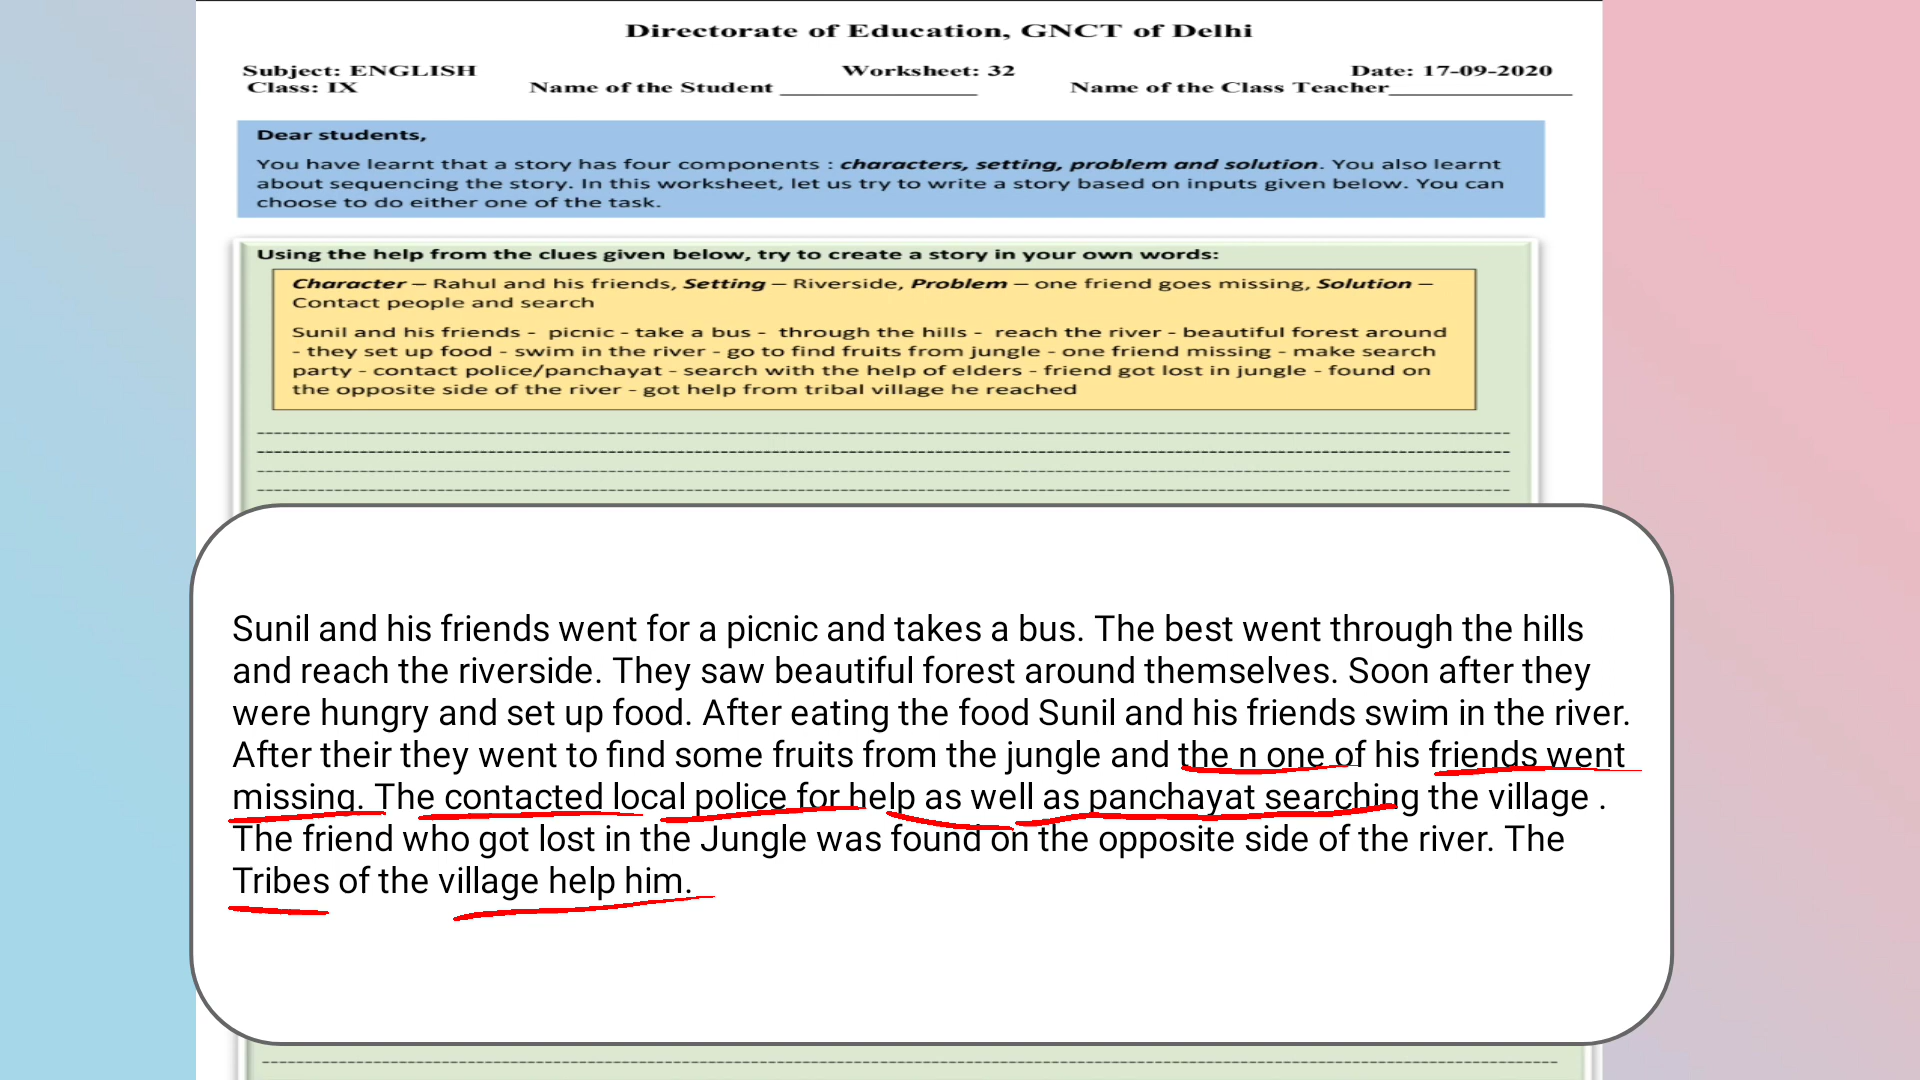 Directorate of Education, GNCT of Delhi
Subject: ENGLISH Worksheet: 32 Date: 17-09-2020
Class: IX Name of the Student ________________ Name of the Class Teacher_______________
Dear students,
You have learnt that a story has four components : characters, setting, problem and solution. You also learnt
about sequencing the story. In this worksheet, let us try to write a story based on inputs given below. You can
choose to do either one of the task.
Using the help from the clues given below, try to create a story in your own words:
Character – Rahul and his friends, Setting – Riverside, Problem – one friend goes missing, Solution –
Contact people and search
Sunil and his friends - picnic - take a bus - through the hills - reach the river - beautiful forest around
- they set up food - swim in the river - go to find fruits from jungle - one friend missing - make search
party - contact police/panchayat - search with the help of elders - friend got lost in jungle - found on
the opposite side of the river - got help from tribal village he reached
Sunil and his friends went for a picnic and takes a bus. The best went through the hills
and reach the riverside. They saw beautiful forest around themselves. Soon after they
were hungry and set up food. After eating the food Sunil and his friends swim in the river.
After their they went to find some fruits from the jungle and the n one of his friends went
missing. The contacted local police for help as well as panchayat searching the village .
The friend who got lost in the Jungle was found on the opposite side of the river. The
Tribes of the village help him.